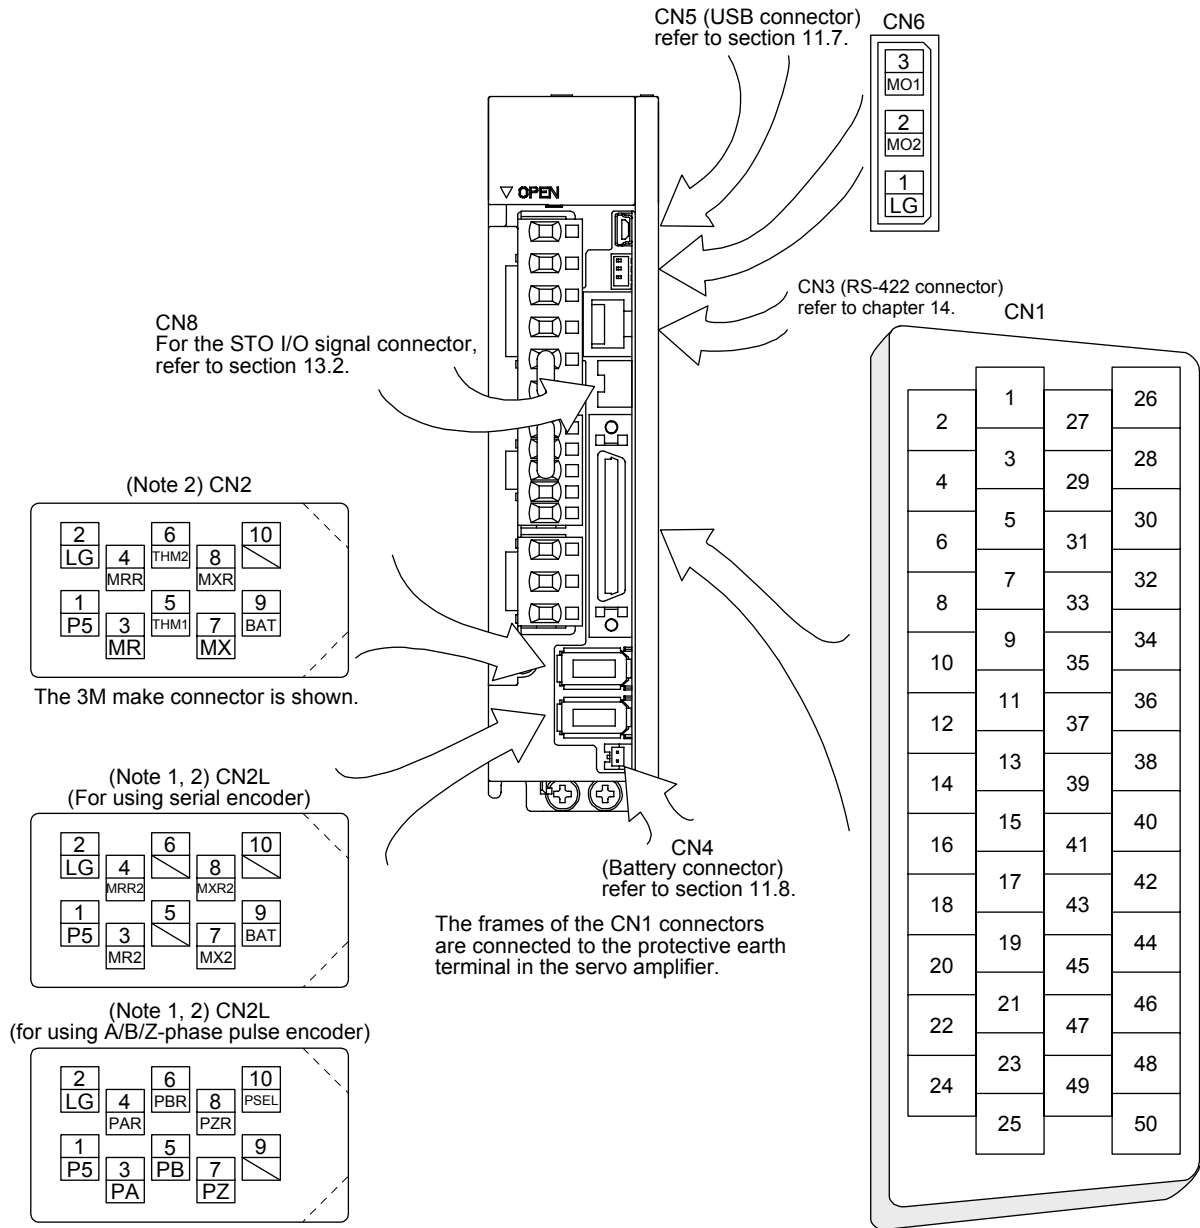 CN5 (USB connector)
refer to section 11.7.
CN6
3
MO1
2
MO2
1
LG
▽ OPEN
CN3 (RS-422 connector)
refer to chapter 14.
CN8
For the STO I/O signal connector,
refer to section 13.2.
(Note 2) CN2
2 6 10
LG 4 THM2 8
MRR MXR
1 5 9
P5 3 THM1 7 BAT
MR MX
The 3M make connector is shown.
(Note 1, 2) CN2L
(For using serial encoder)
2 6 10
LG 4 8
MRR2 MXR2
1 5 9
P5 3 7 BAT
MR2 MX2
(Note 1, 2) CN2L
(for using A/B/Z-phase pulse encoder)
2 6 10
LG 4 PBR 8 PSEL
PAR PZR
1 5 9
P5 3 PB 7
PA PZ
CN4
(Battery connector)
refer to section 11.8.
The frames of the CN1 connectors
are connected to the protective earth
terminal in the servo amplifier.
CN1
1 26
2 27
3 28
4 29
5 30
6 31
7 32
8 33
9 34
10 35
11 36
12 37
13 38
14 39
15 40
16 41
17 42
18 43
19 44
20 45
21 46
22 47
23 48
24 49
25 50